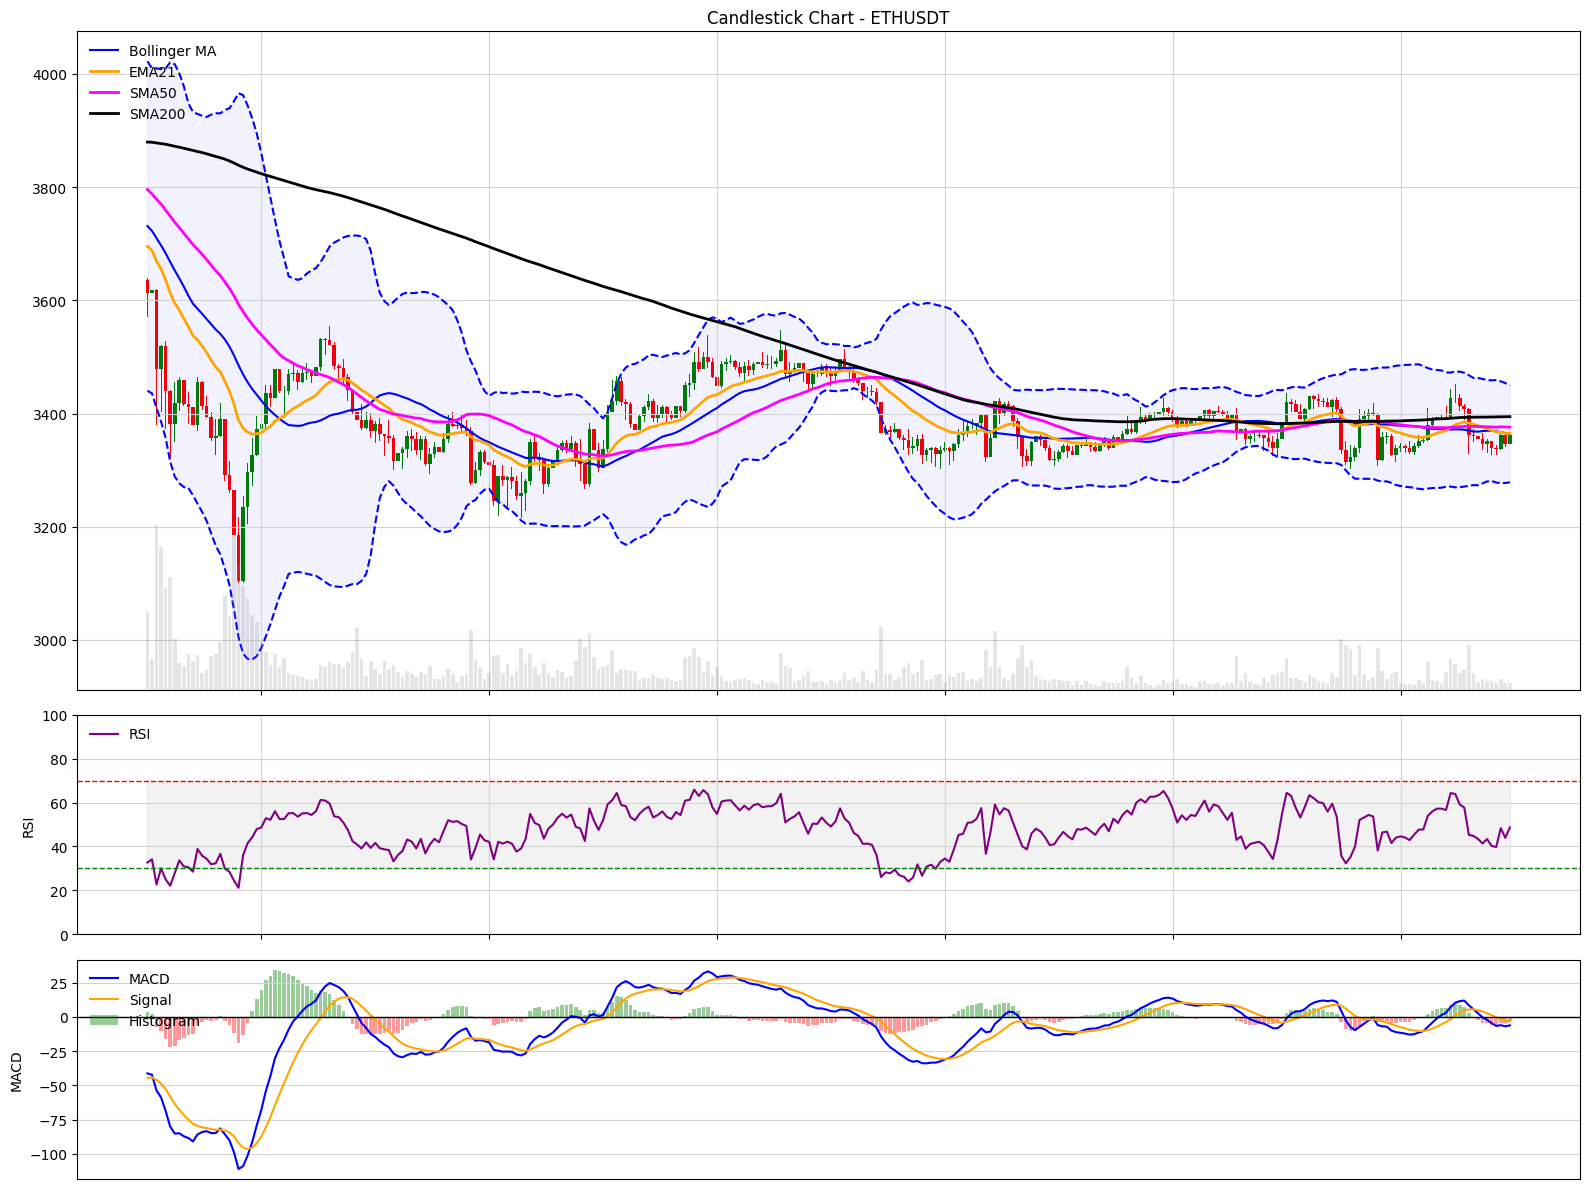 Candlestick Chart - ETHUSDT
Bollinger MA
EMA21
SMA50
SMA200
4000
3800
3600
3400
3200
3000
RSI
RSI
100
80
60
40
20
0
MACD
Signal
Histogram
MACD
25
0
−25
−50
−75
−100